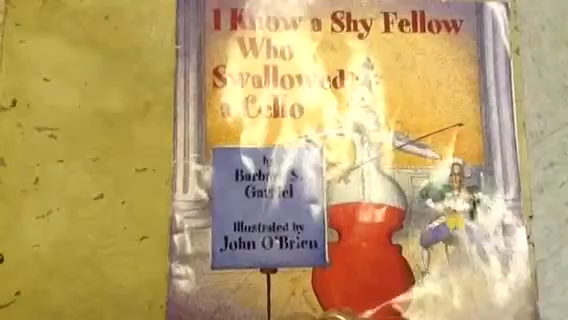 I Know a Shy Fellow
Who
Swallowed
a Cello
by
Barbara S.
Garriel
Illustrated by
John O'Brien